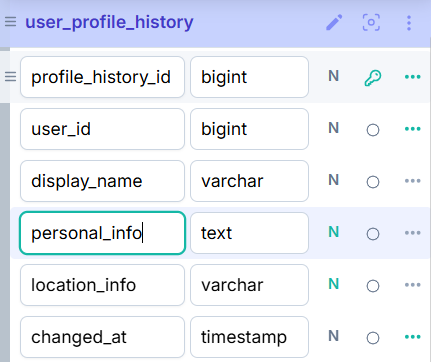 user_profile_history
profile_history_id bigint N
user_id bigint N
display_name varchar N
personal_info text N
location_info varchar N
changed_at timestamp N